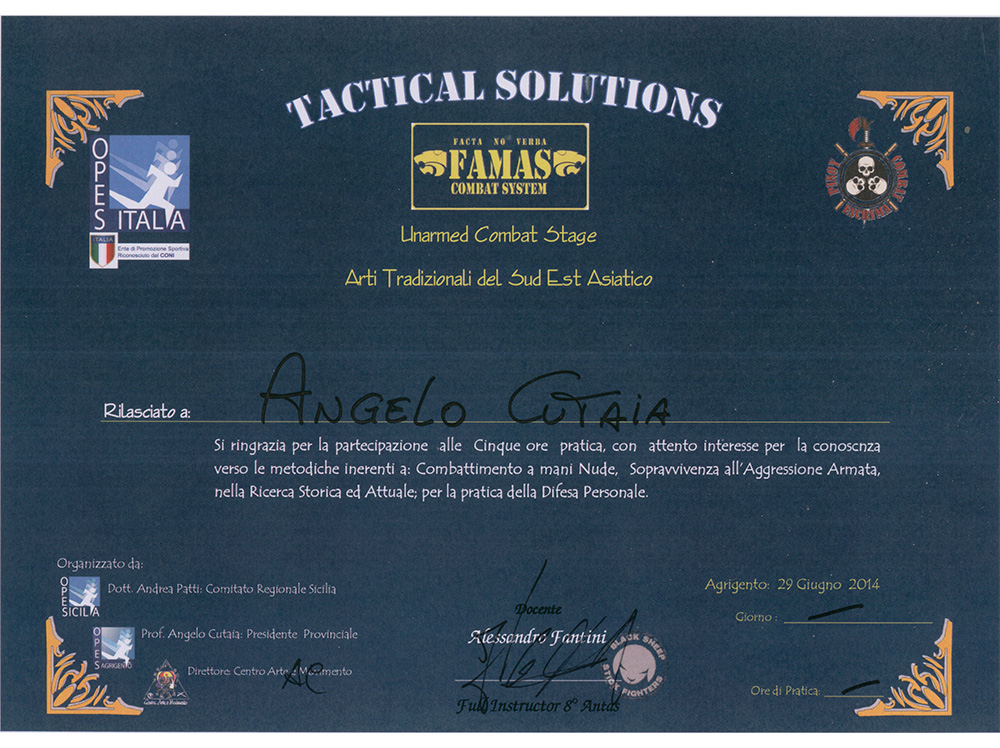 TACTICAL SOLUTIONS
FACTA NO VERBA
FAMAS
COMBAT SYSTEM
OPES
ITALIA
ITALIA
Ente di Promozione Sportiva
Riconosciuto dal CONI
Unarmed Combat Stage
Arti Tradizionali del Sud Est Asiatico
Rilasciato a:
ANGELO CUTAIA
Si ringrazia per la partecipazione alle Cinque ore pratica, con attento interesse per la conoscnza
verso le metodiche inerenti a: Combattimento a mani Nude, Sopravvivenza all'Aggressione Armata,
nella Ricerca Storica ed Attuale; per la pratica della Difesa Personale.
Organizzato da:
OPES
SICILIA
Dott. Andrea Patti: Comitato Regionale Sicilia
OPES
AGRIGENTO
Prof. Angelo Cutaia: Presidente Provinciale
Direttore: Centro Arte e Movimento
AC
Docente
Alessandro Fantini
BLACK SHEEP
STICK FIGHTERS
Full Instructor 8° Antas
Agrigento: 29 Giugno 2014
Giorno :
Ore di Pratica: